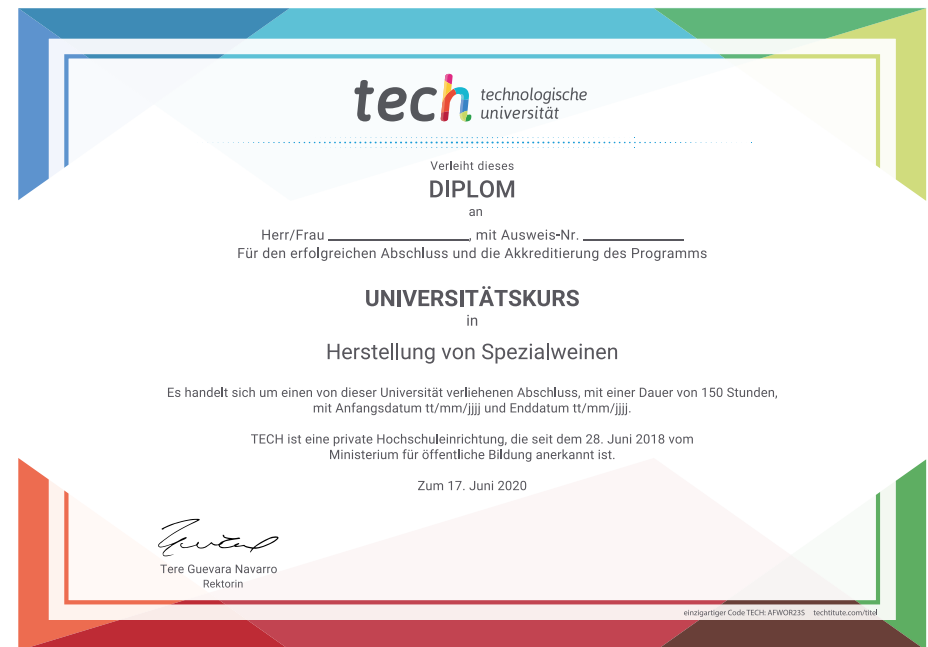 tech technologische
universität
Verleiht dieses
DIPLOM
an
Herr/Frau ____________________, mit Ausweis-Nr. ______________
Für den erfolgreichen Abschluss und die Akkreditierung des Programms
UNIVERSITÄTSKURS
in
Herstellung von Spezialweinen
Es handelt sich um einen von dieser Universität verliehenen Abschluss, mit einer Dauer von 150 Stunden,
mit Anfangsdatum tt/mm/jjjj und Enddatum tt/mm/jjjj.
TECH ist eine private Hochschuleinrichtung, die seit dem 28. Juni 2018 vom
Ministerium für öffentliche Bildung anerkannt ist.
Zum 17. Juni 2020
Tere Guevara Navarro
Rektorin
einzigartiger Code TECH: AFWOR23S techtitute.com/titel